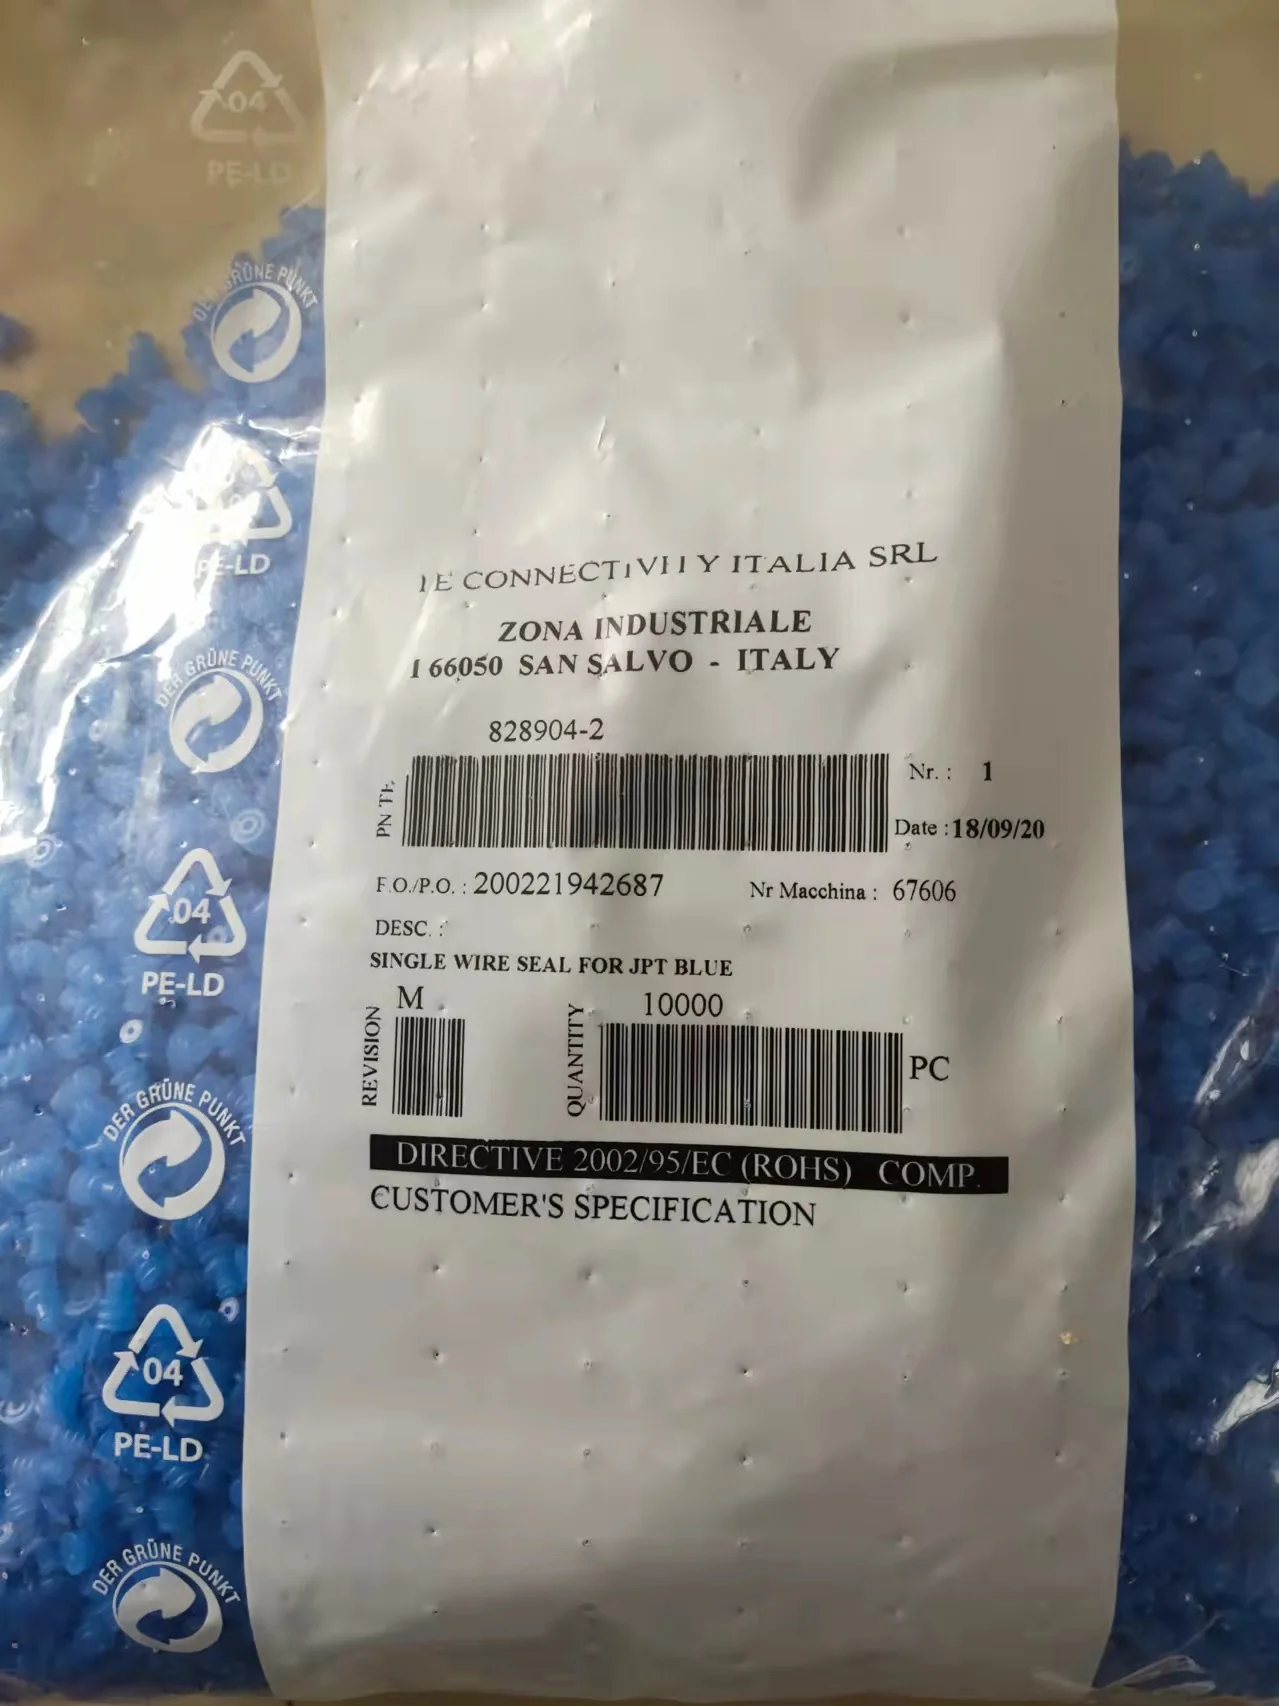 04
PE-LD
DER GRÜNE PUNKT
PE-LD
DER GRÜNE PUNKT
04
PE-LD
DER GRÜNE PUNKT
04
PE-LD
DER GRÜNE PUNKT
TE CONNECTIVITY ITALIA SRL
ZONA INDUSTRIALE
I 66050 SAN SALVO - ITALY
828904-2
PN TE
Nr. : 1
Date : 18/09/20
F.O./P.O. : 200221942687 Nr Macchina : 67606
DESC. :
SINGLE WIRE SEAL FOR JPT BLUE
M 10000
REVISION
QUANTITY
PC
DIRECTIVE 2002/95/EC (ROHS) COMP.
CUSTOMER'S SPECIFICATION